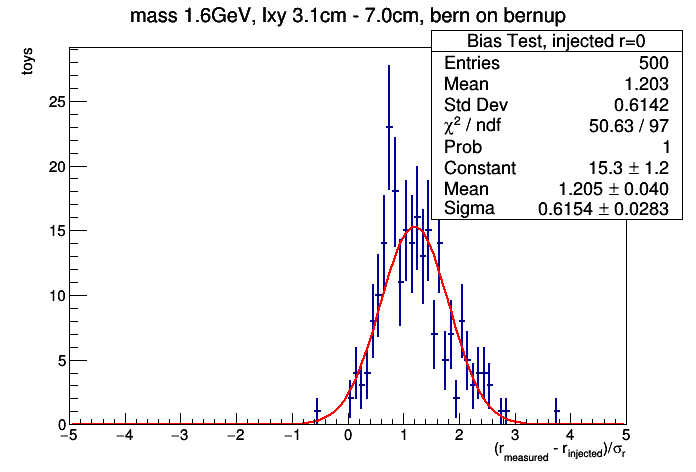 mass 1.6GeV, lxy 3.1cm - 7.0cm, bern on bernup
toys
Bias Test, injected r=0
Entries 500
Mean 1.203
Std Dev 0.6142
χ² / ndf 50.63 / 97
Prob 1
Constant 15.3 ± 1.2
Mean 1.205 ± 0.040
Sigma 0.6154 ± 0.0283
25
20
15
10
5
0
−5 −4 −3 −2 −1 0 1 2 3 4 5
(r_measured - r_injected)/σ_r